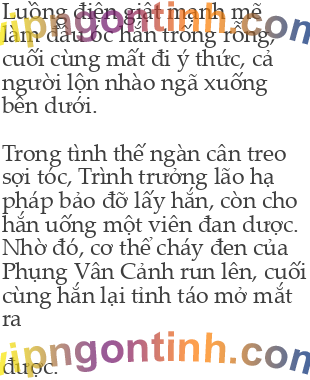 Luồng điện giật mạnh mẽ
làm đầu óc hắn trống rỗng,
cuối cùng mất đi ý thức, cả
người lộn nhào ngã xuống
bên dưới.
Trong tình thế ngàn cân treo
sợi tóc, Trình trưởng lão hạ
pháp bảo đỡ lấy hắn, còn cho
hắn uống một viên đan dược.
Nhờ đó, cơ thể cháy đen của
Phụng Vân Cảnh run lên, cuối
cùng hắn lại tỉnh táo mở mắt
ra
vipngontinh.com
được.